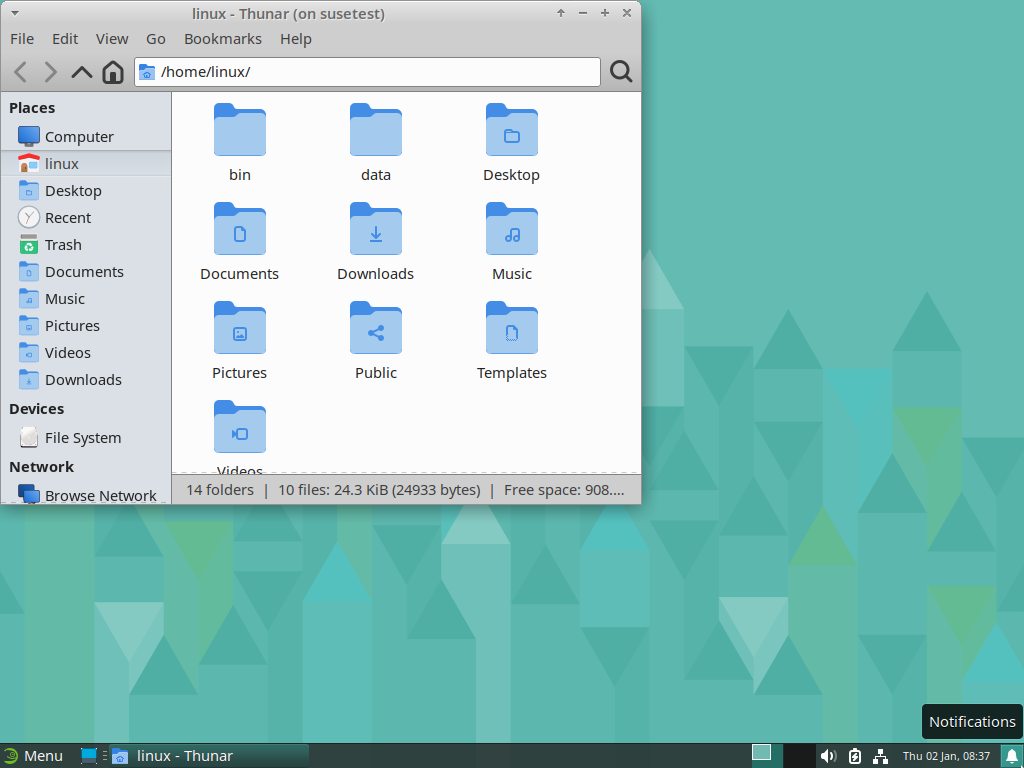 linux - Thunar (on susetest)
File Edit View Go Bookmarks Help
/home/linux/
Places
Computer
linux
Desktop
Recent
Trash
Documents
Music
Pictures
Videos
Downloads
Devices
File System
Network
Browse Network
bin data Desktop
Documents Downloads Music
Pictures Public Templates
Videos
14 folders | 10 files: 24.3 KiB (24933 bytes) | Free space: 908....
Notifications
Menu linux - Thunar Thu 02 Jan, 08:37